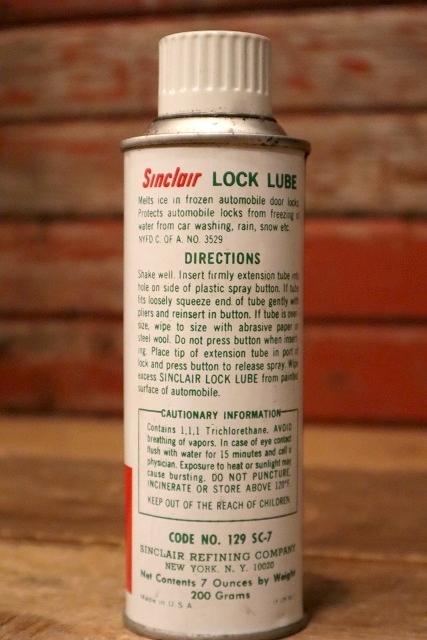 Sinclair LOCK LUBE
Melts ice in frozen automobile door locks
Protects automobile locks from freezing of
water from car washing, rain, snow etc.
NYFD C. OF A. NO. 3529
DIRECTIONS
Shake well. Insert firmly extension tube into
hole on side of plastic spray button. If tube
fits loosely squeeze end of tube gently with
pliers and reinsert in button. If tube is over
size, wipe to size with abrasive paper or
steel wool. Do not press button when insert
ing. Place tip of extension tube in port of
lock and press button to release spray. Wipe
excess SINCLAIR LOCK LUBE from painted
surface of automobile.
CAUTIONARY INFORMATION
Contains 1,1,1 Trichlorethane. AVOID
breathing of vapors. In case of eye contact
flush with water for 15 minutes and call a
physician. Exposure to heat or sunlight may
cause bursting. DO NOT PUNCTURE,
INCINERATE OR STORE ABOVE 120°F.
KEEP OUT OF THE REACH OF CHILDREN.
CODE NO. 129 SC-7
SINCLAIR REFINING COMPANY
NEW YORK, N. Y. 10020
Net Contents 7 Ounces by Weight
200 Grams
Made in U.S.A.